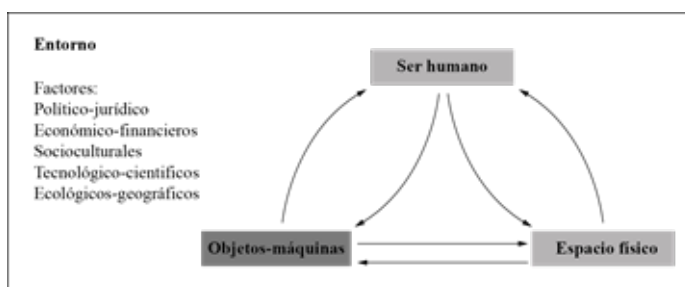 Entorno
Factores:
Político-jurídico
Económico-financieros
Socioculturales
Tecnológico-científicos
Ecológicos-geográficos
Ser humano
Objetos-máquinas
Espacio físico